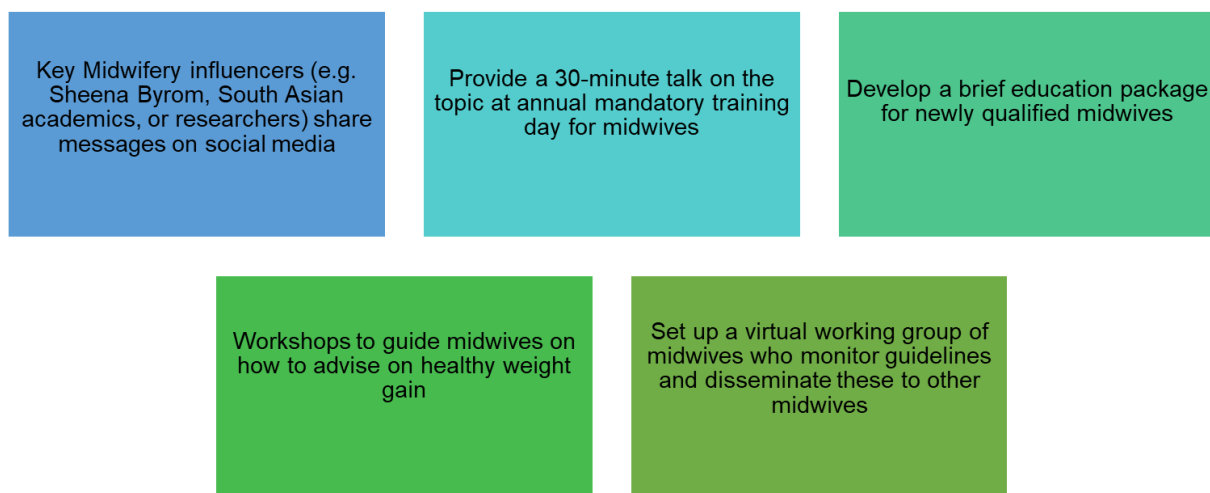 Key Midwifery influencers (e.g.
Sheena Byrom, South Asian
academics, or researchers) share
messages on social media
Provide a 30-minute talk on the
topic at annual mandatory training
day for midwives
Develop a brief education package
for newly qualified midwives
Workshops to guide midwives on
how to advise on healthy weight
gain
Set up a virtual working group of
midwives who monitor guidelines
and disseminate these to other
midwives